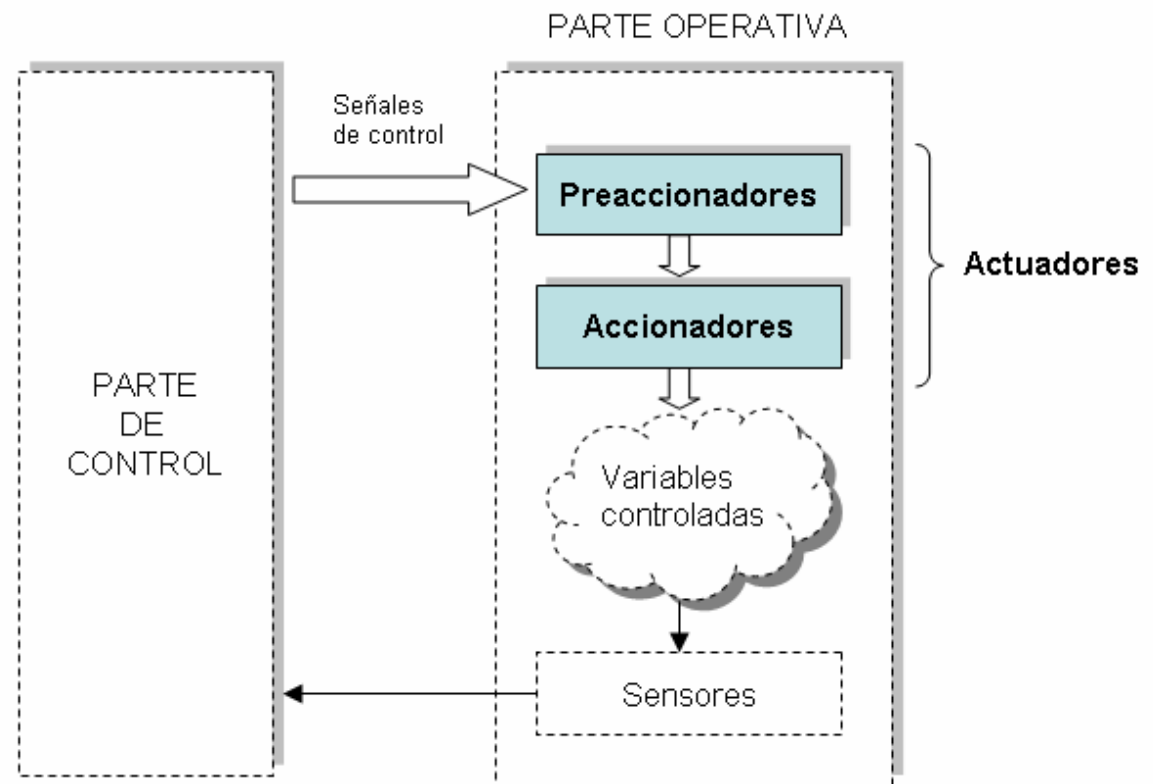 PARTE OPERATIVA
Señales
de control
Preaccionadores
Accionadores
Actuadores
PARTE
DE
CONTROL
Variables
controladas
Sensores